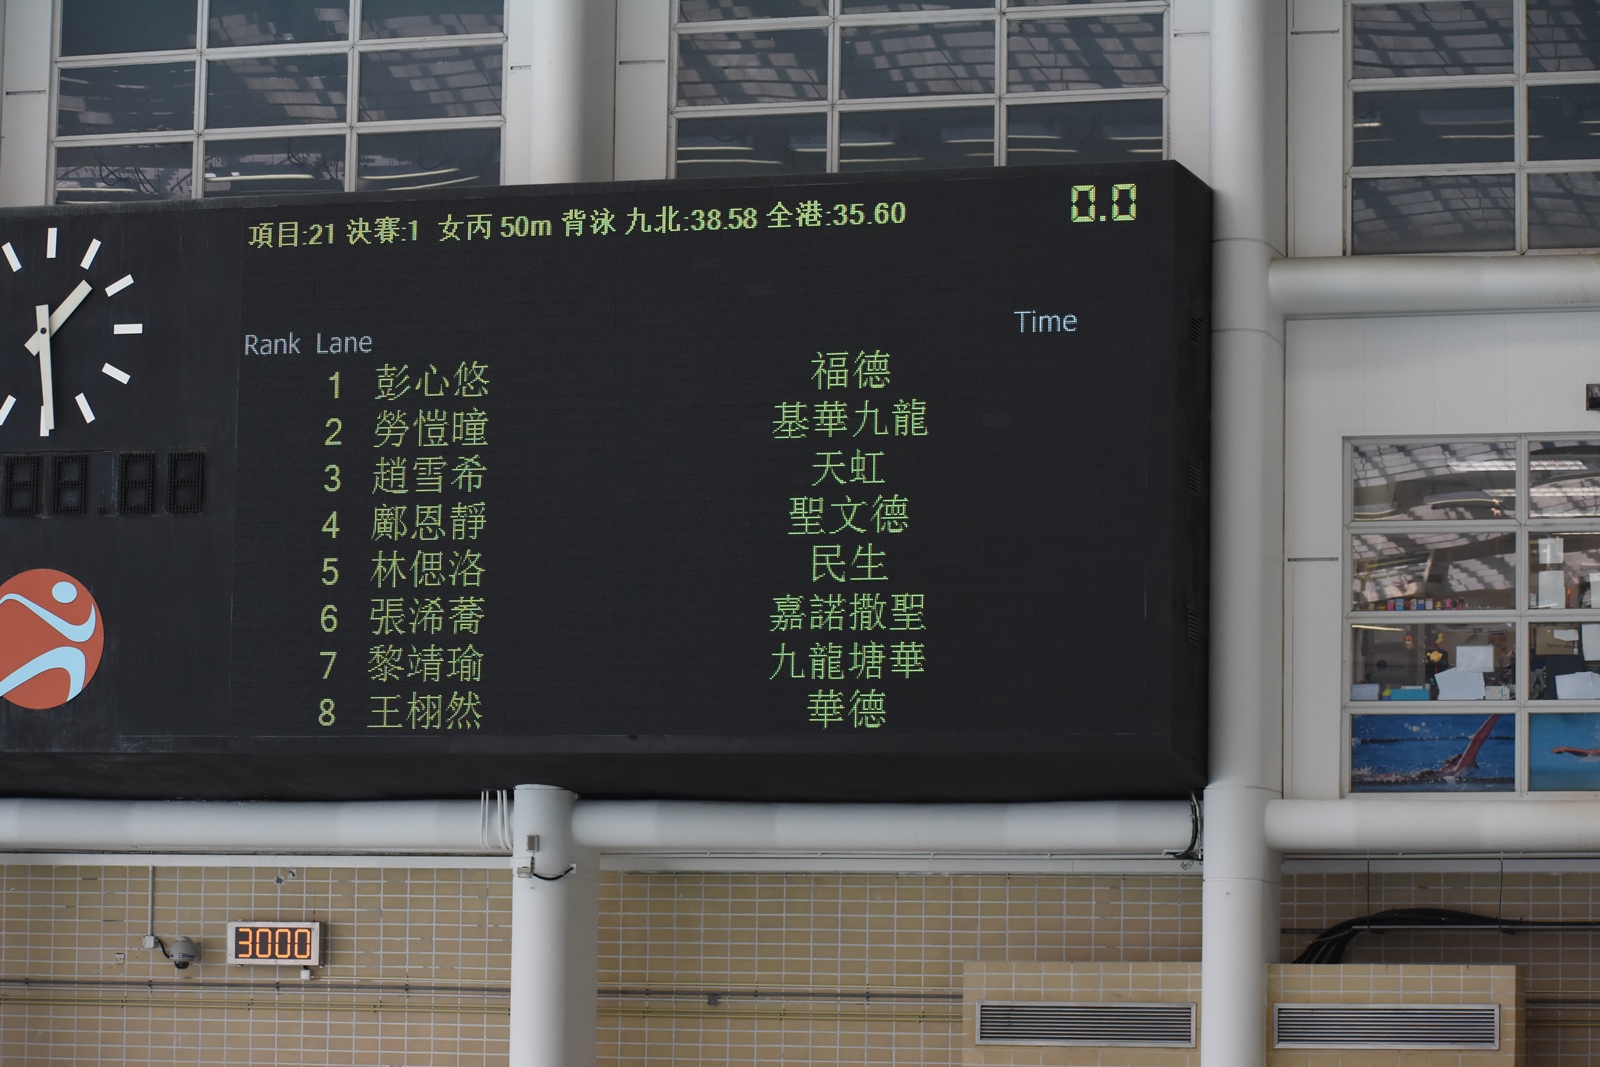 項目:21 決賽:1 女丙 50m 背泳 九北:38.58 全港:35.60
0.0
Rank Lane Time
1 彭心悠 福德
2 勞愷曈 基華九龍
3 趙雪希 天虹
4 鄺恩靜 聖文德
5 林偲洛 民生
6 張浠蕎 嘉諾撒聖
7 黎靖瑜 九龍塘華
8 王栩然 華德
3000